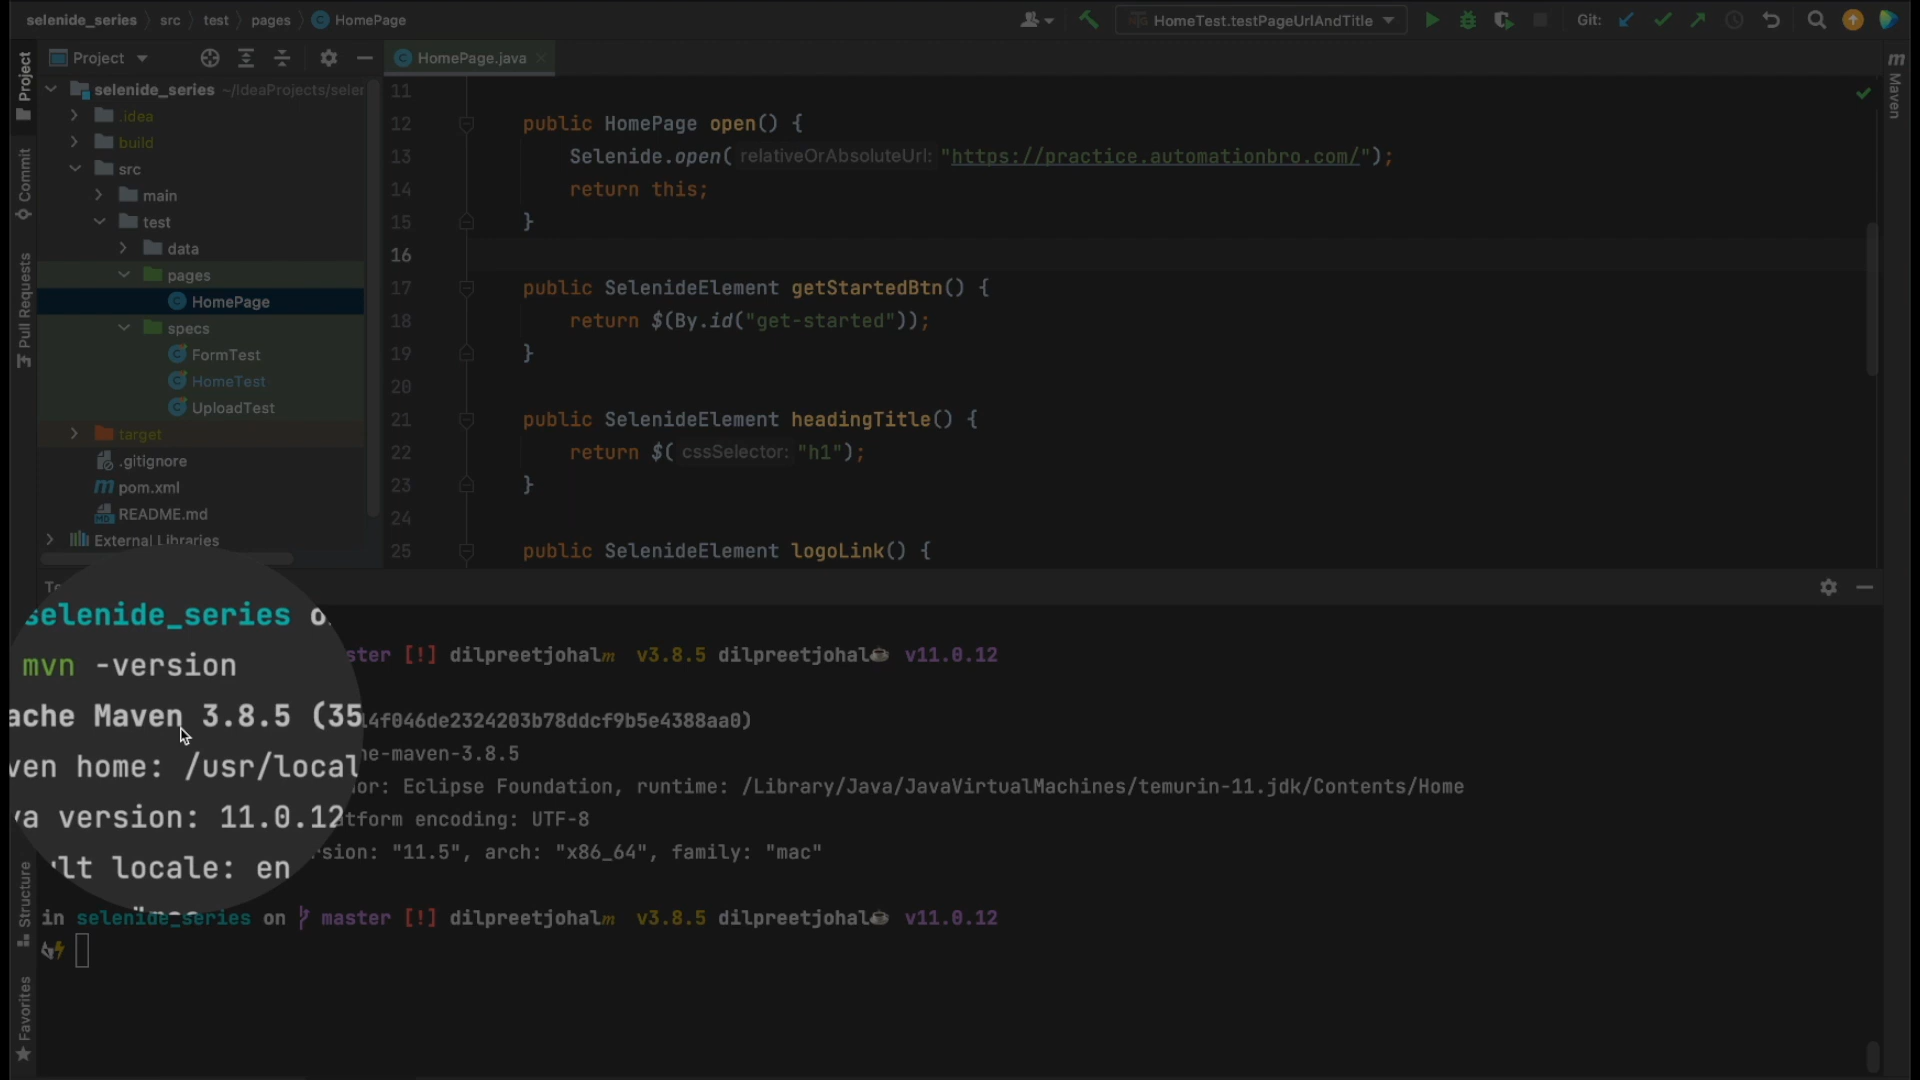 selenide_series src test pages HomePage
HomeTest.testPageUrlAndTitle Git:
Project
HomePage.java
Project
Commit
Pull Requests
Structure
Favorites
Maven
selenide_series ~/IdeaProjects/selen
.idea
build
src
main
test
data
pages
HomePage
specs
FormTest
HomeTest
UploadTest
target
.gitignore
pom.xml
README.md
External Libraries
11
12 public HomePage open() {
13 Selenide.open( relativeOrAbsoluteUrl: "https://practice.automationbro.com/");
14 return this;
15 }
16
17 public SelenideElement getStartedBtn() {
18 return $(By.id("get-started"));
19 }
20
21 public SelenideElement headingTitle() {
22 return $( cssSelector: "h1");
23 }
24
25 public SelenideElement logoLink() {
selenide_series
ster [!] dilpreetjohal v3.8.5 dilpreetjohal v11.0.12
mvn -version
ache Maven 3.8.5 (35
14f046de2324203b78ddcf9b5e4388aa0)
ven home: /usr/local
he-maven-3.8.5
or: Eclipse Foundation, runtime: /Library/Java/JavaVirtualMachines/temurin-11.jdk/Contents/Home
va version: 11.0.12
tform encoding: UTF-8
ult locale: en
rsion: "11.5", arch: "x86_64", family: "mac"
in selenide_series on master [!] dilpreetjohal v3.8.5 dilpreetjohal v11.0.12